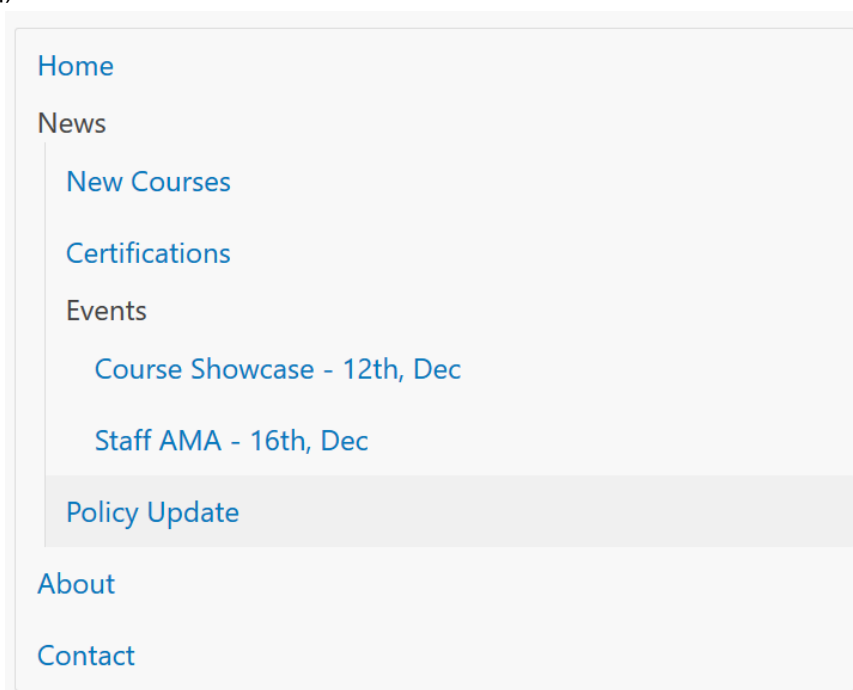 Home
News
New Courses
Certifications
Events
Course Showcase - 12th, Dec
Staff AMA - 16th, Dec
Policy Update
About
Contact